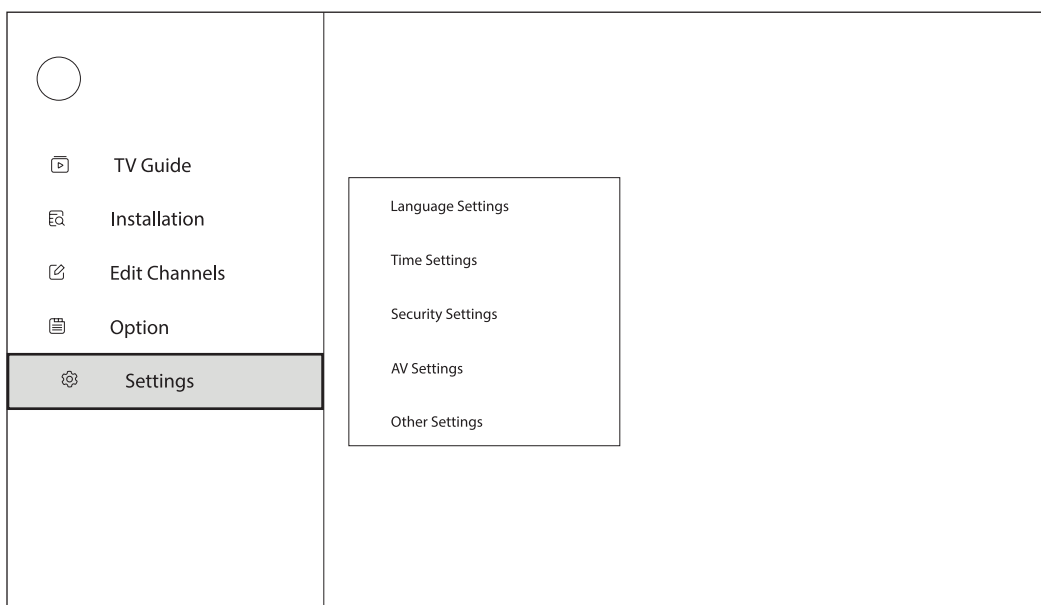 TV Guide
Installation
Edit Channels
Option
Settings
Language Settings
Time Settings
Security Settings
AV Settings
Other Settings